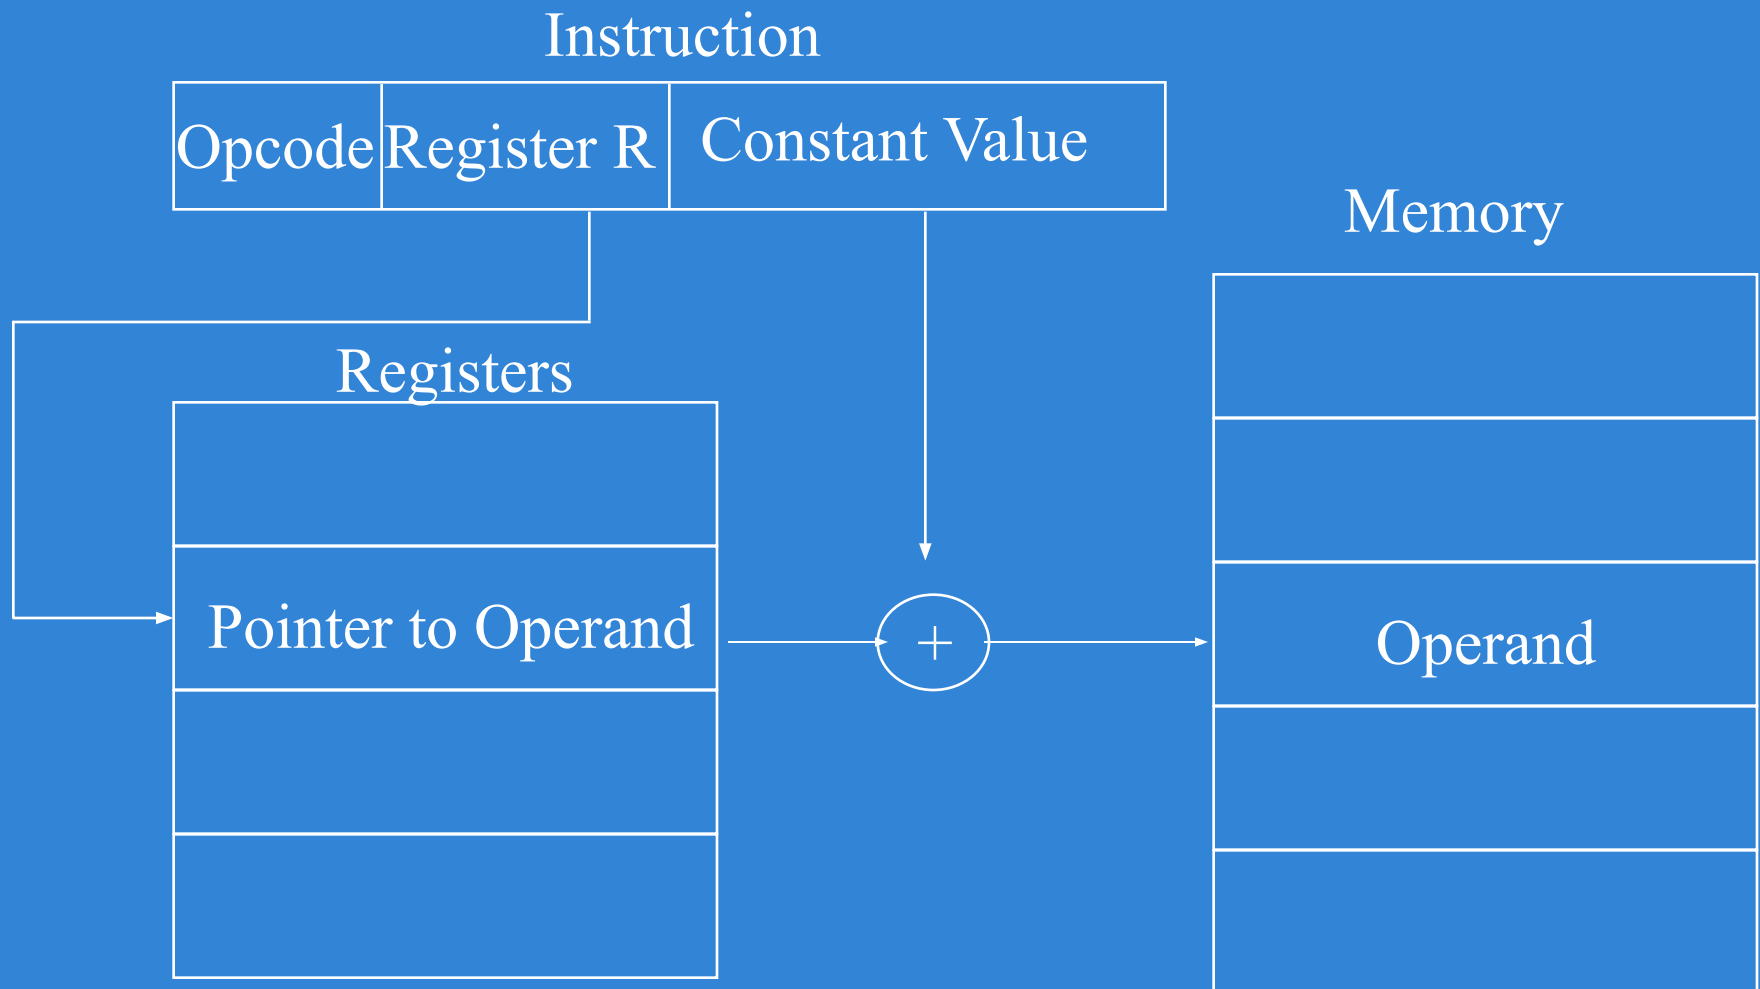 Instruction
Opcode Register R Constant Value
Memory
Registers
Pointer to Operand + Operand